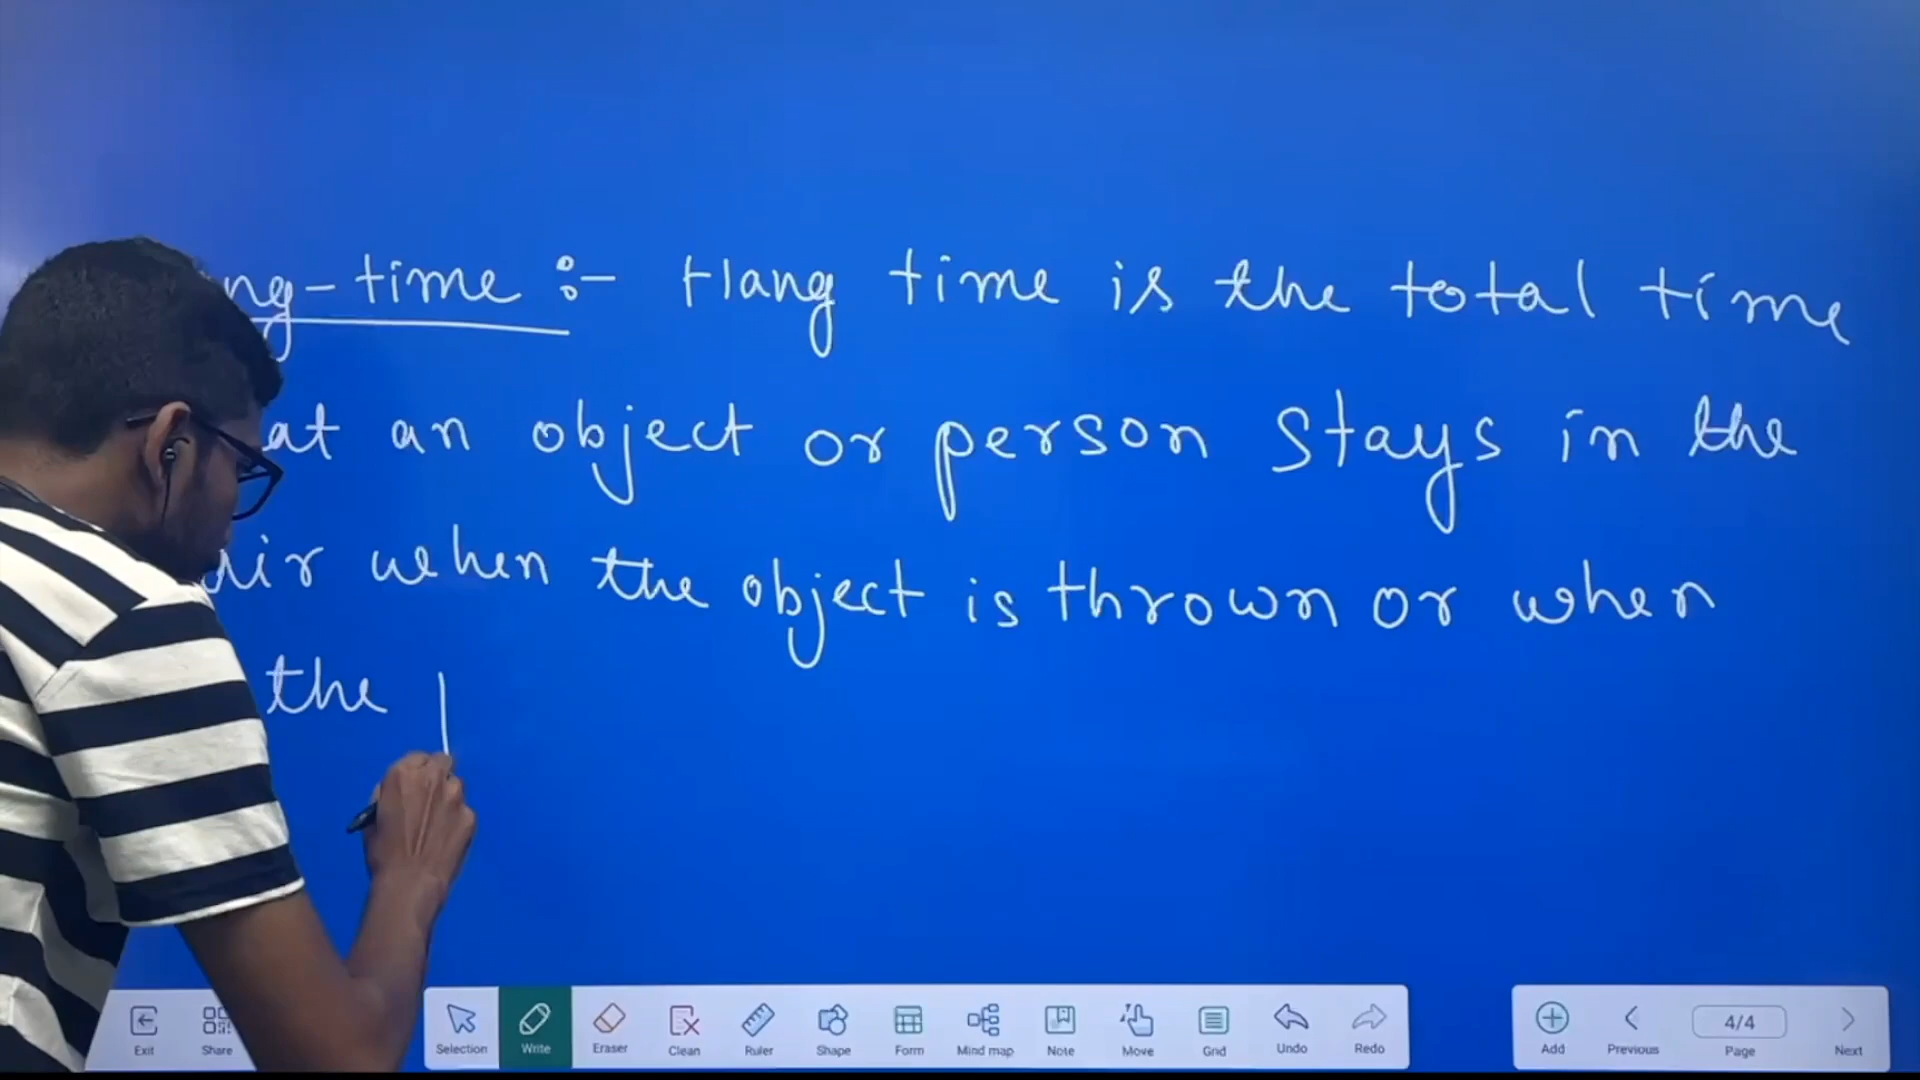 ng-time :- Hang time is the total time
at an object or person stays in the
air when the object is thrown or when
the
Exit Share Selection Write Eraser Clean Ruler Shape Form Mind map Note Move Grid Undo Redo Add Previous 4/4 Page Next